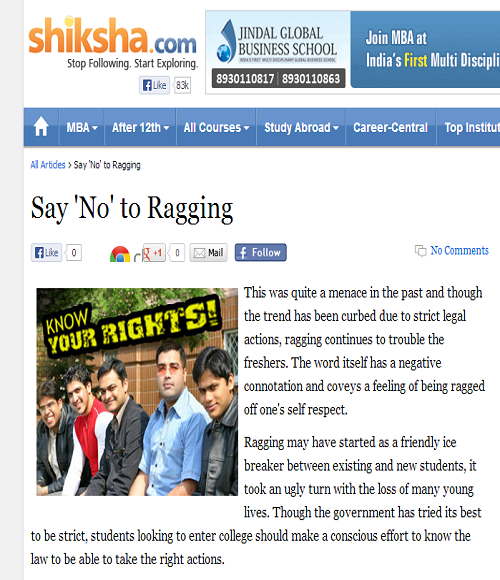 shiksha.com
Stop Following. Start Exploring.
Like 83k
JINDAL GLOBAL
BUSINESS SCHOOL
INDIA'S FIRST, MULTI DISCIPLINARY GLOBAL BUSINESS SCHOOL
8930110817 | 8930110863
Join MBA at
India's First Multi Discipli
MBA After 12th All Courses Study Abroad Career-Central Top Institut
All Articles > Say 'No' to Ragging
Say 'No' to Ragging
Like 0 +1 0 Mail Follow No Comments
KNOW
YOUR RIGHTS!
This was quite a menace in the past and though
the trend has been curbed due to strict legal
actions, ragging continues to trouble the
freshers. The word itself has a negative
connotation and coveys a feeling of being ragged
off one's self respect.
Ragging may have started as a friendly ice
breaker between existing and new students, it
took an ugly turn with the loss of many young
lives. Though the government has tried its best
to be strict, students looking to enter college should make a conscious effort to know the
law to be able to take the right actions.